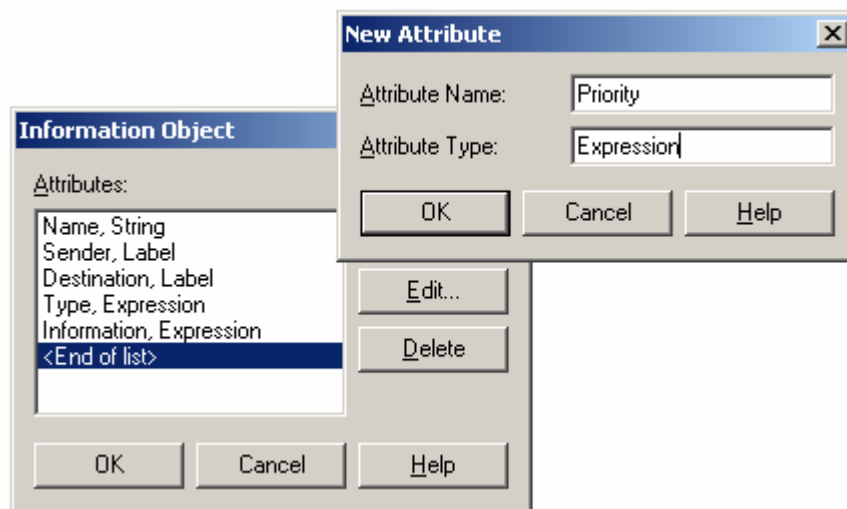 New Attribute
Attribute Name: Priority
Attribute Type: Expression
OK Cancel Help
Information Object
Attributes:
Name, String
Sender, Label
Destination, Label
Type, Expression
Information, Expression
<End of list>
Edit...
Delete
OK Cancel Help